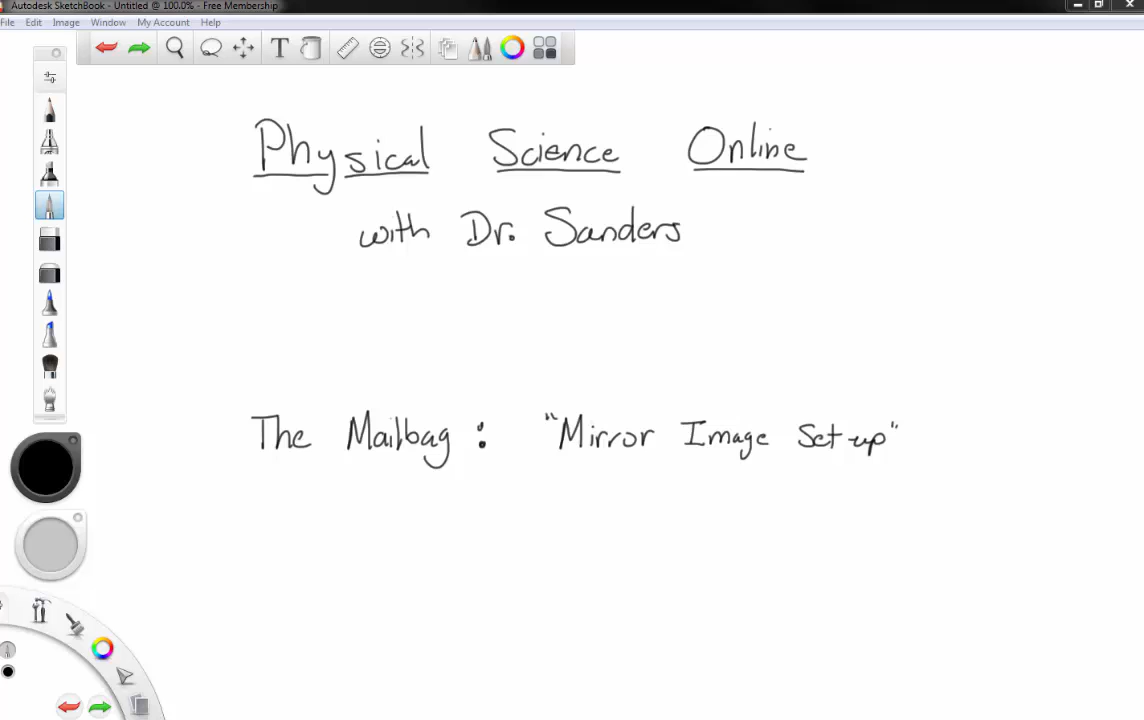 Autodesk SketchBook - Untitled @ 100.0% - Free Membership
File Edit Image Window My Account Help
T
Physical Science Online
with Dr. Sanders
The Mailbag : "Mirror Image Set-up"